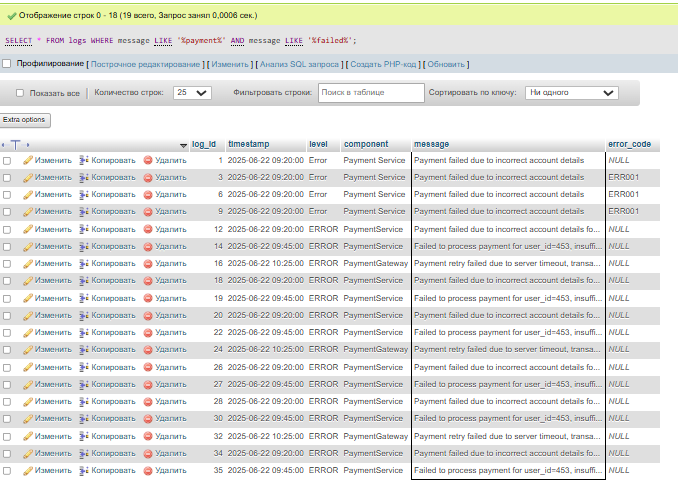 Отображение строк 0 - 18 (19 всего, Запрос занял 0,0006 сек.)
SELECT * FROM logs WHERE message LIKE '%payment%' AND message LIKE '%failed%';
Профилирование [ Построчное редактирование ] [ Изменить ] [ Анализ SQL запроса ] [ Создать PHP-код ] [ Обновить ]
Показать все Количество строк: 25 Фильтровать строки: Поиск в таблице Сортировать по ключу: Ни одного
Extra options
log_id timestamp level component message error_code
Изменить Копировать Удалить 1 2025-06-22 09:20:00 Error Payment Service Payment failed due to incorrect account details NULL
Изменить Копировать Удалить 3 2025-06-22 09:20:00 Error Payment Service Payment failed due to incorrect account details ERR001
Изменить Копировать Удалить 6 2025-06-22 09:20:00 Error Payment Service Payment failed due to incorrect account details ERR001
Изменить Копировать Удалить 9 2025-06-22 09:20:00 Error Payment Service Payment failed due to incorrect account details ERR001
Изменить Копировать Удалить 12 2025-06-22 09:20:00 ERROR PaymentService Payment failed due to incorrect account details fo... NULL
Изменить Копировать Удалить 14 2025-06-22 09:45:00 ERROR PaymentService Failed to process payment for user_id=453, insuffi... NULL
Изменить Копировать Удалить 16 2025-06-22 10:25:00 ERROR PaymentGateway Payment retry failed due to server timeout, transa... NULL
Изменить Копировать Удалить 18 2025-06-22 09:20:00 ERROR PaymentService Payment failed due to incorrect account details fo... NULL
Изменить Копировать Удалить 19 2025-06-22 09:45:00 ERROR PaymentService Failed to process payment for user_id=453, insuffi... NULL
Изменить Копировать Удалить 20 2025-06-22 09:20:00 ERROR PaymentService Payment failed due to incorrect account details fo... NULL
Изменить Копировать Удалить 22 2025-06-22 09:45:00 ERROR PaymentService Failed to process payment for user_id=453, insuffi... NULL
Изменить Копировать Удалить 24 2025-06-22 10:25:00 ERROR PaymentGateway Payment retry failed due to server timeout, transa... NULL
Изменить Копировать Удалить 26 2025-06-22 09:20:00 ERROR PaymentService Payment failed due to incorrect account details fo... NULL
Изменить Копировать Удалить 27 2025-06-22 09:45:00 ERROR PaymentService Failed to process payment for user_id=453, insuffi... NULL
Изменить Копировать Удалить 28 2025-06-22 09:20:00 ERROR PaymentService Payment failed due to incorrect account details fo... NULL
Изменить Копировать Удалить 30 2025-06-22 09:45:00 ERROR PaymentService Failed to process payment for user_id=453, insuffi... NULL
Изменить Копировать Удалить 32 2025-06-22 10:25:00 ERROR PaymentGateway Payment retry failed due to server timeout, transa... NULL
Изменить Копировать Удалить 34 2025-06-22 09:20:00 ERROR PaymentService Payment failed due to incorrect account details fo... NULL
Изменить Копировать Удалить 35 2025-06-22 09:45:00 ERROR PaymentService Failed to process payment for user_id=453, insuffi... NULL